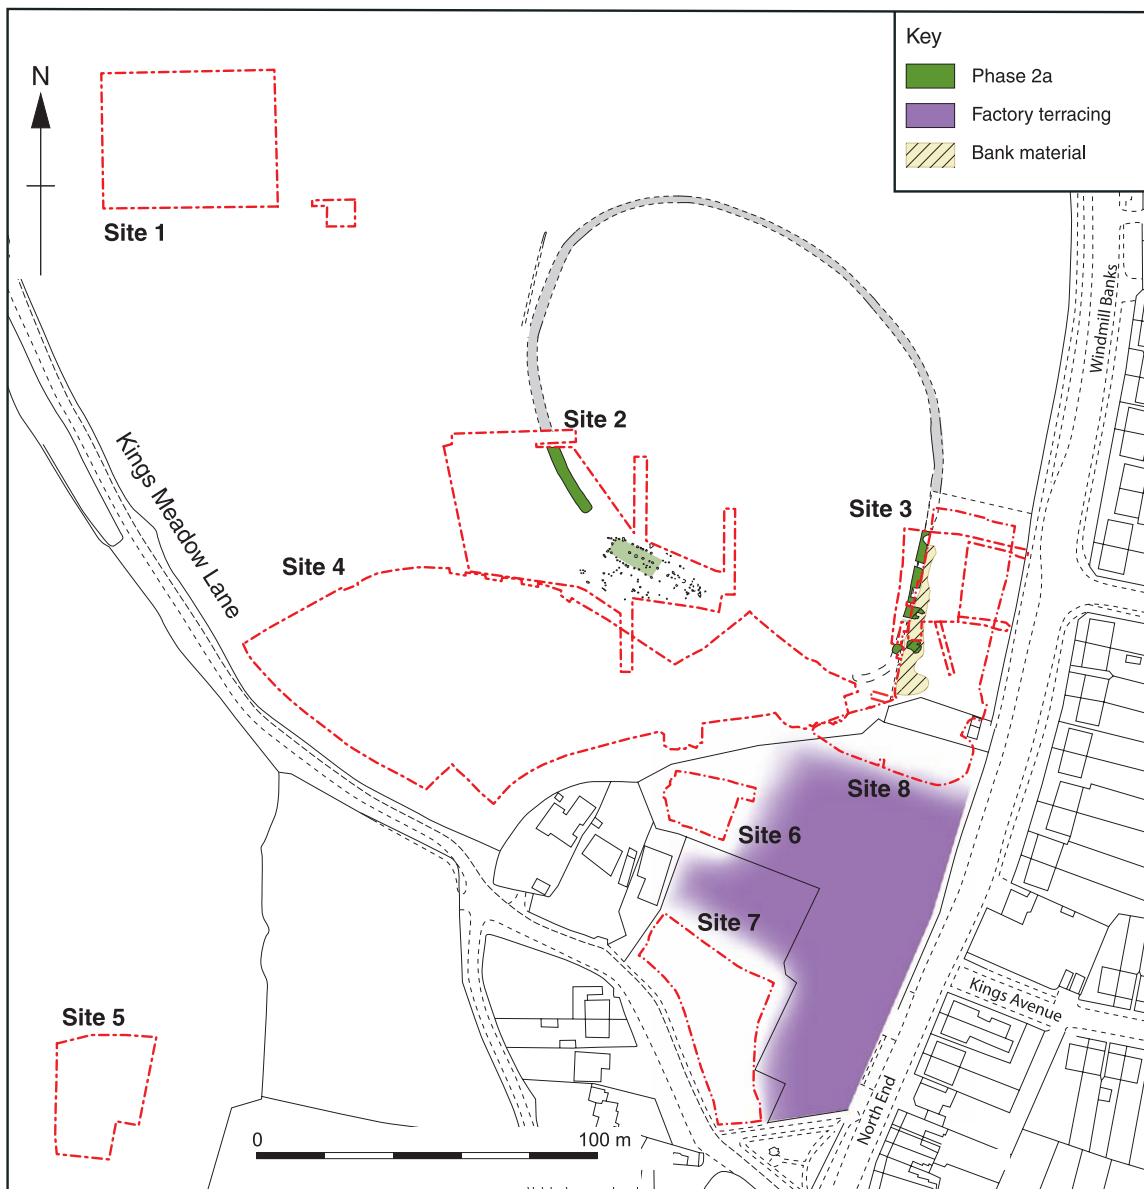 Key
Phase 2a
Factory terracing
Bank material
N
Site 1
Windmill Banks
Site 2
Kings Meadow Lane
Site 3
Site 4
Site 8
Site 6
Site 7
Kings Avenue
Site 5
North End
0
100 m